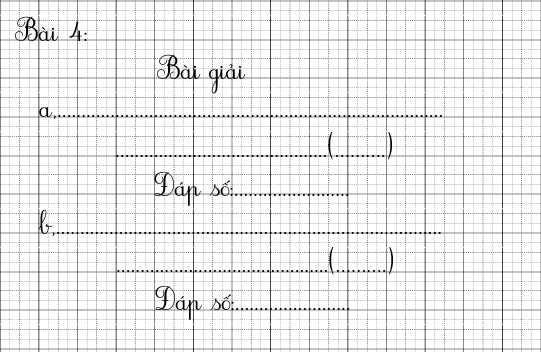 Bài 4:
Bài giải
a,..........................................................................
........................................(..........)
Đáp số:......................
b,..........................................................................
........................................(..........)
Đáp số:......................